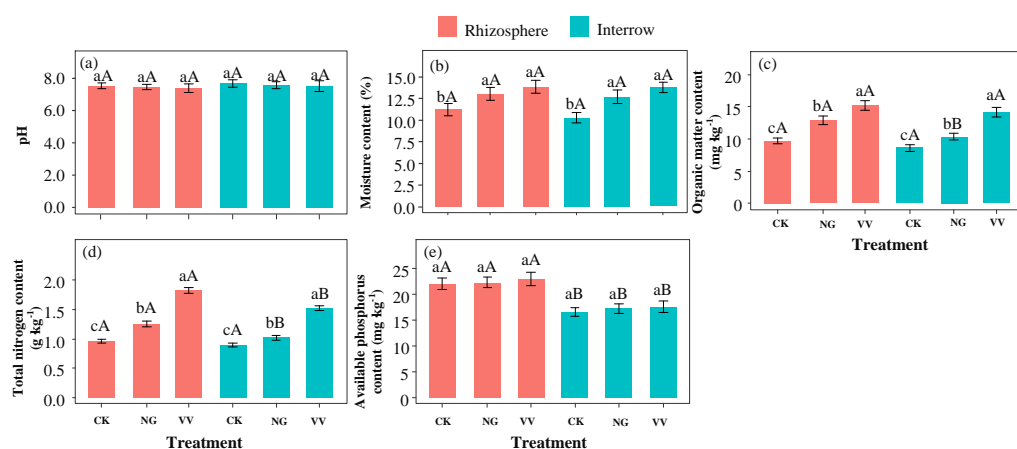 Rhizosphere Interrow
(a)
pH
8.0
6.0
4.0
2.0
0.0
aA aA aA aA aA aA
(b)
Moisture content (%)
15.0
12.5
10.0
7.5
5.0
2.5
0.0
bA aA aA bA aA aA
(c)
Organic matter content
(mg·kg⁻¹)
20
15
10
5
0
cA bA aA cA bB aA
CK NG VV CK NG VV
Treatment
(d)
Total nitrogen content
(g·kg⁻¹)
2.0
1.5
1.0
0.5
0.0
cA bA aA cA bB aB
CK NG VV CK NG VV
Treatment
(e)
Available phosphorus
content (mg·kg⁻¹)
25
20
15
10
5
0
aA aA aA aB aB aB
CK NG VV CK NG VV
Treatment